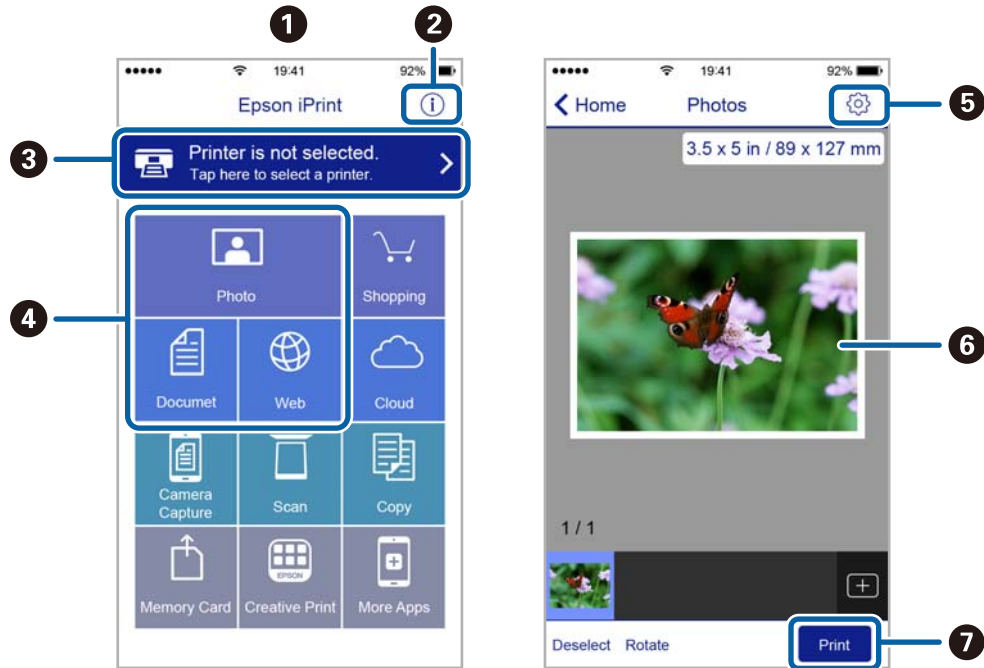 1
2
19:41 92%
Epson iPrint
3
Printer is not selected.
Tap here to select a printer.
4
Photo
Shopping
Documet
Web
Cloud
Camera
Capture
Scan
Copy
EPSON
Memory Card
Creative Print
More Apps
19:41 92%
Home Photos
5
3.5 x 5 in / 89 x 127 mm
6
1 / 1
Deselect Rotate Print
7